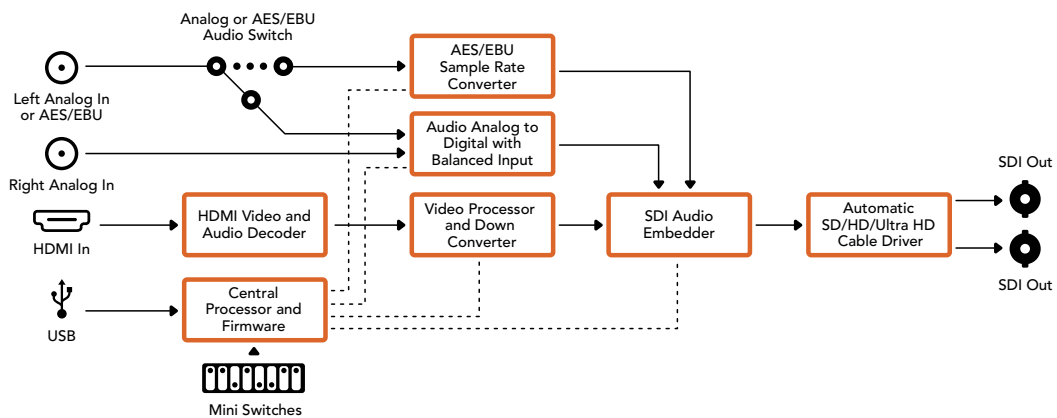 Analog or AES/EBU
Audio Switch
Left Analog In
or AES/EBU
AES/EBU
Sample Rate
Converter
Right Analog In
Audio Analog to
Digital with
Balanced Input
HDMI In
HDMI Video and
Audio Decoder
Video Processor
and Down
Converter
SDI Audio
Embedder
Automatic
SD/HD/Ultra HD
Cable Driver
SDI Out
SDI Out
USB
Central
Processor and
Firmware
Mini Switches